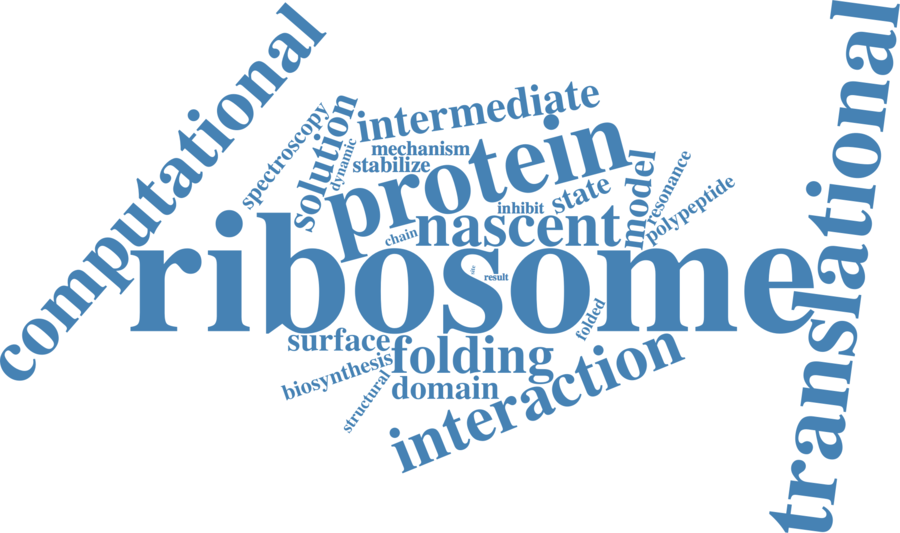 computational
translational
intermediate
spectroscopy
solution
dynamic
mechanism
stabilize
protein
state
model
resonance
polypeptide
inhibit
nascent
chain
ribosome
result
folded
surface
folding
biosynthesis
structural
domain
interaction